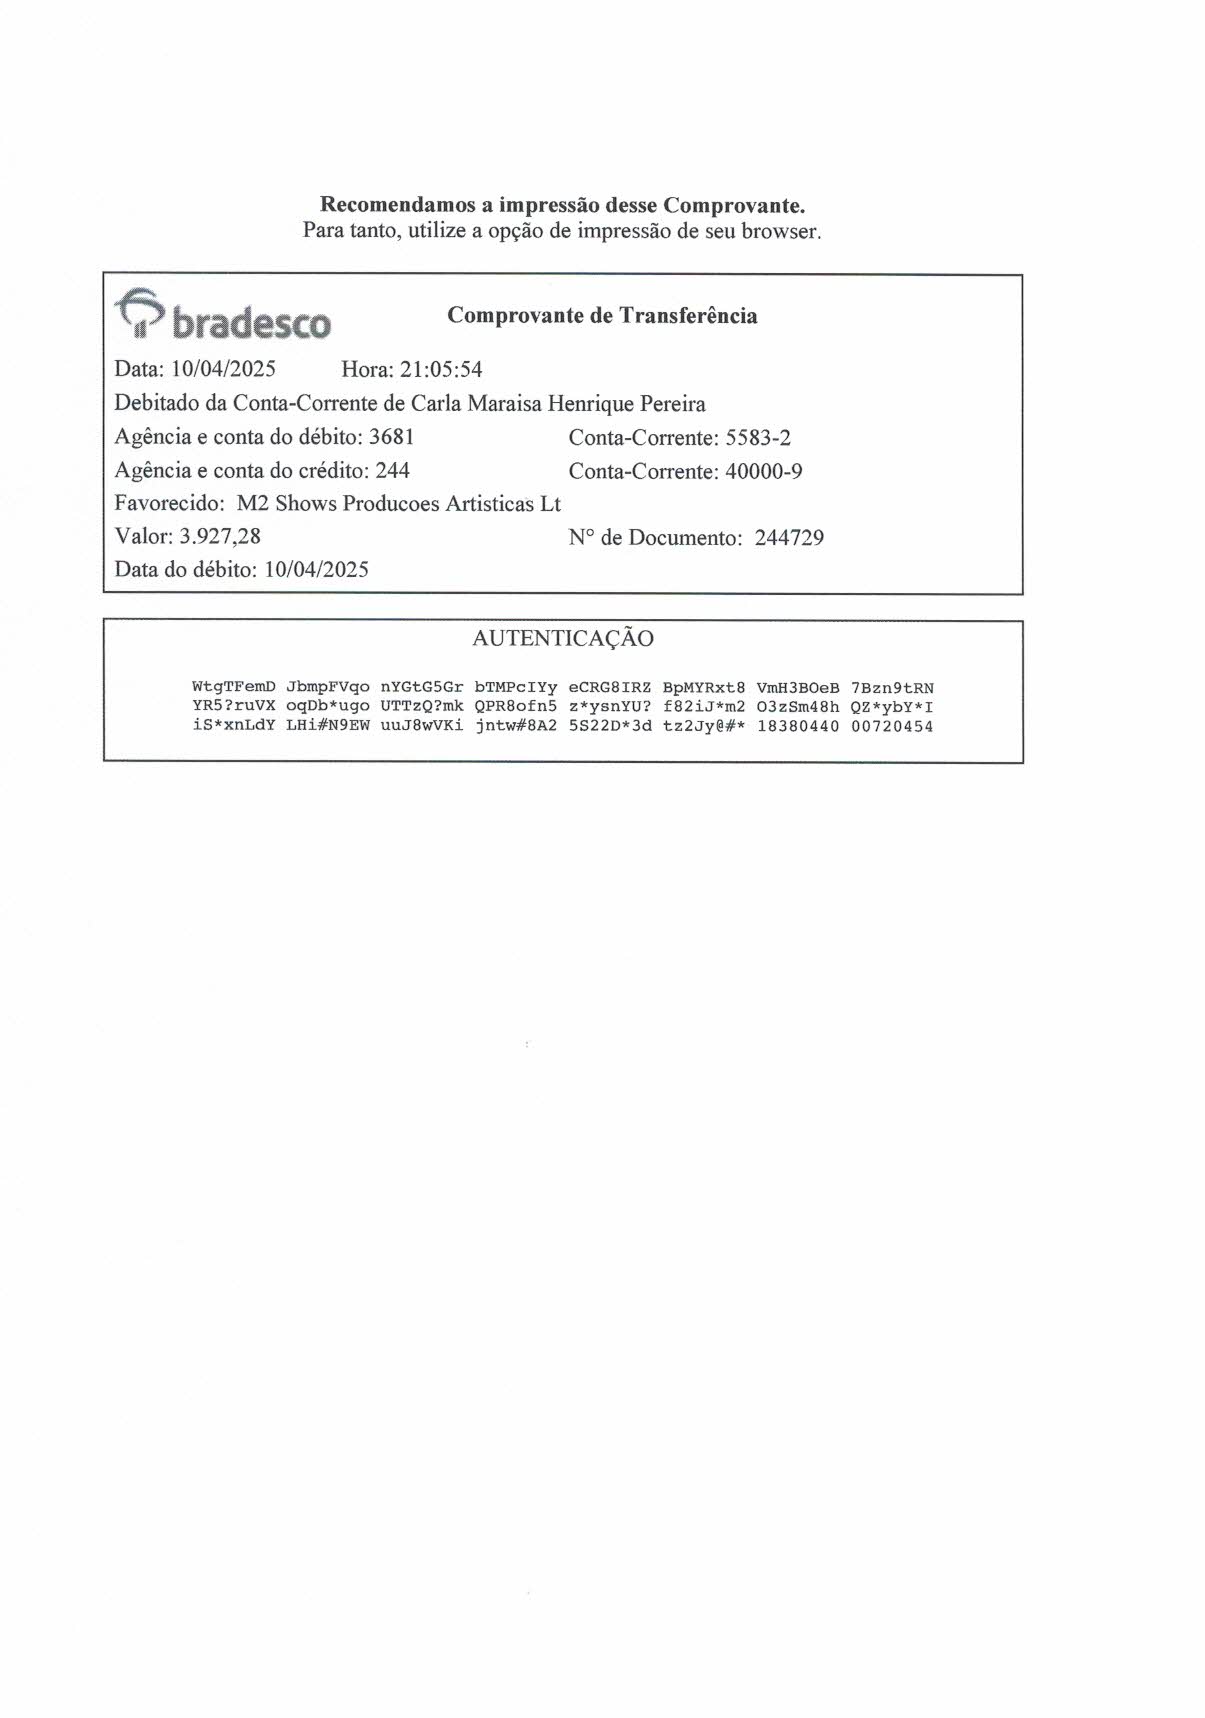 Recomendamos a impressão desse Comprovante.
Para tanto, utilize a opção de impressão de seu browser.
bradesco
Comprovante de Transferência
Data: 10/04/2025 Hora: 21:05:54
Debitado da Conta-Corrente de Carla Maraisa Henrique Pereira
Agência e conta do débito: 3681 Conta-Corrente: 5583-2
Agência e conta do crédito: 244 Conta-Corrente: 40000-9
Favorecido: M2 Shows Producoes Artisticas Lt
Valor: 3.927,28 N° de Documento: 244729
Data do débito: 10/04/2025
AUTENTICAÇÃO
WtgTFemD JbmpFVqo nYGtG5Gr bTMPcIYy eCRG8IRZ BpMYRxt8 VmH3BOeB 7Bzn9tRN
YR5?ruVX oqDb*ugo UTTzQ?mk QPR8ofn5 z*ysnYU? f82iJ*m2 O3zSm48h QZ*ybY*I
iS*xnLdY LHi#N9EW uuJ8wVKi jntw#8A2 5S22D*3d tz2Jy@#* 18380440 00720454